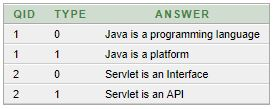 QID TYPE ANSWER
1 0 Java is a programming language
1 1 Java is a platform
2 0 Servlet is an Interface
2 1 Servlet is an API